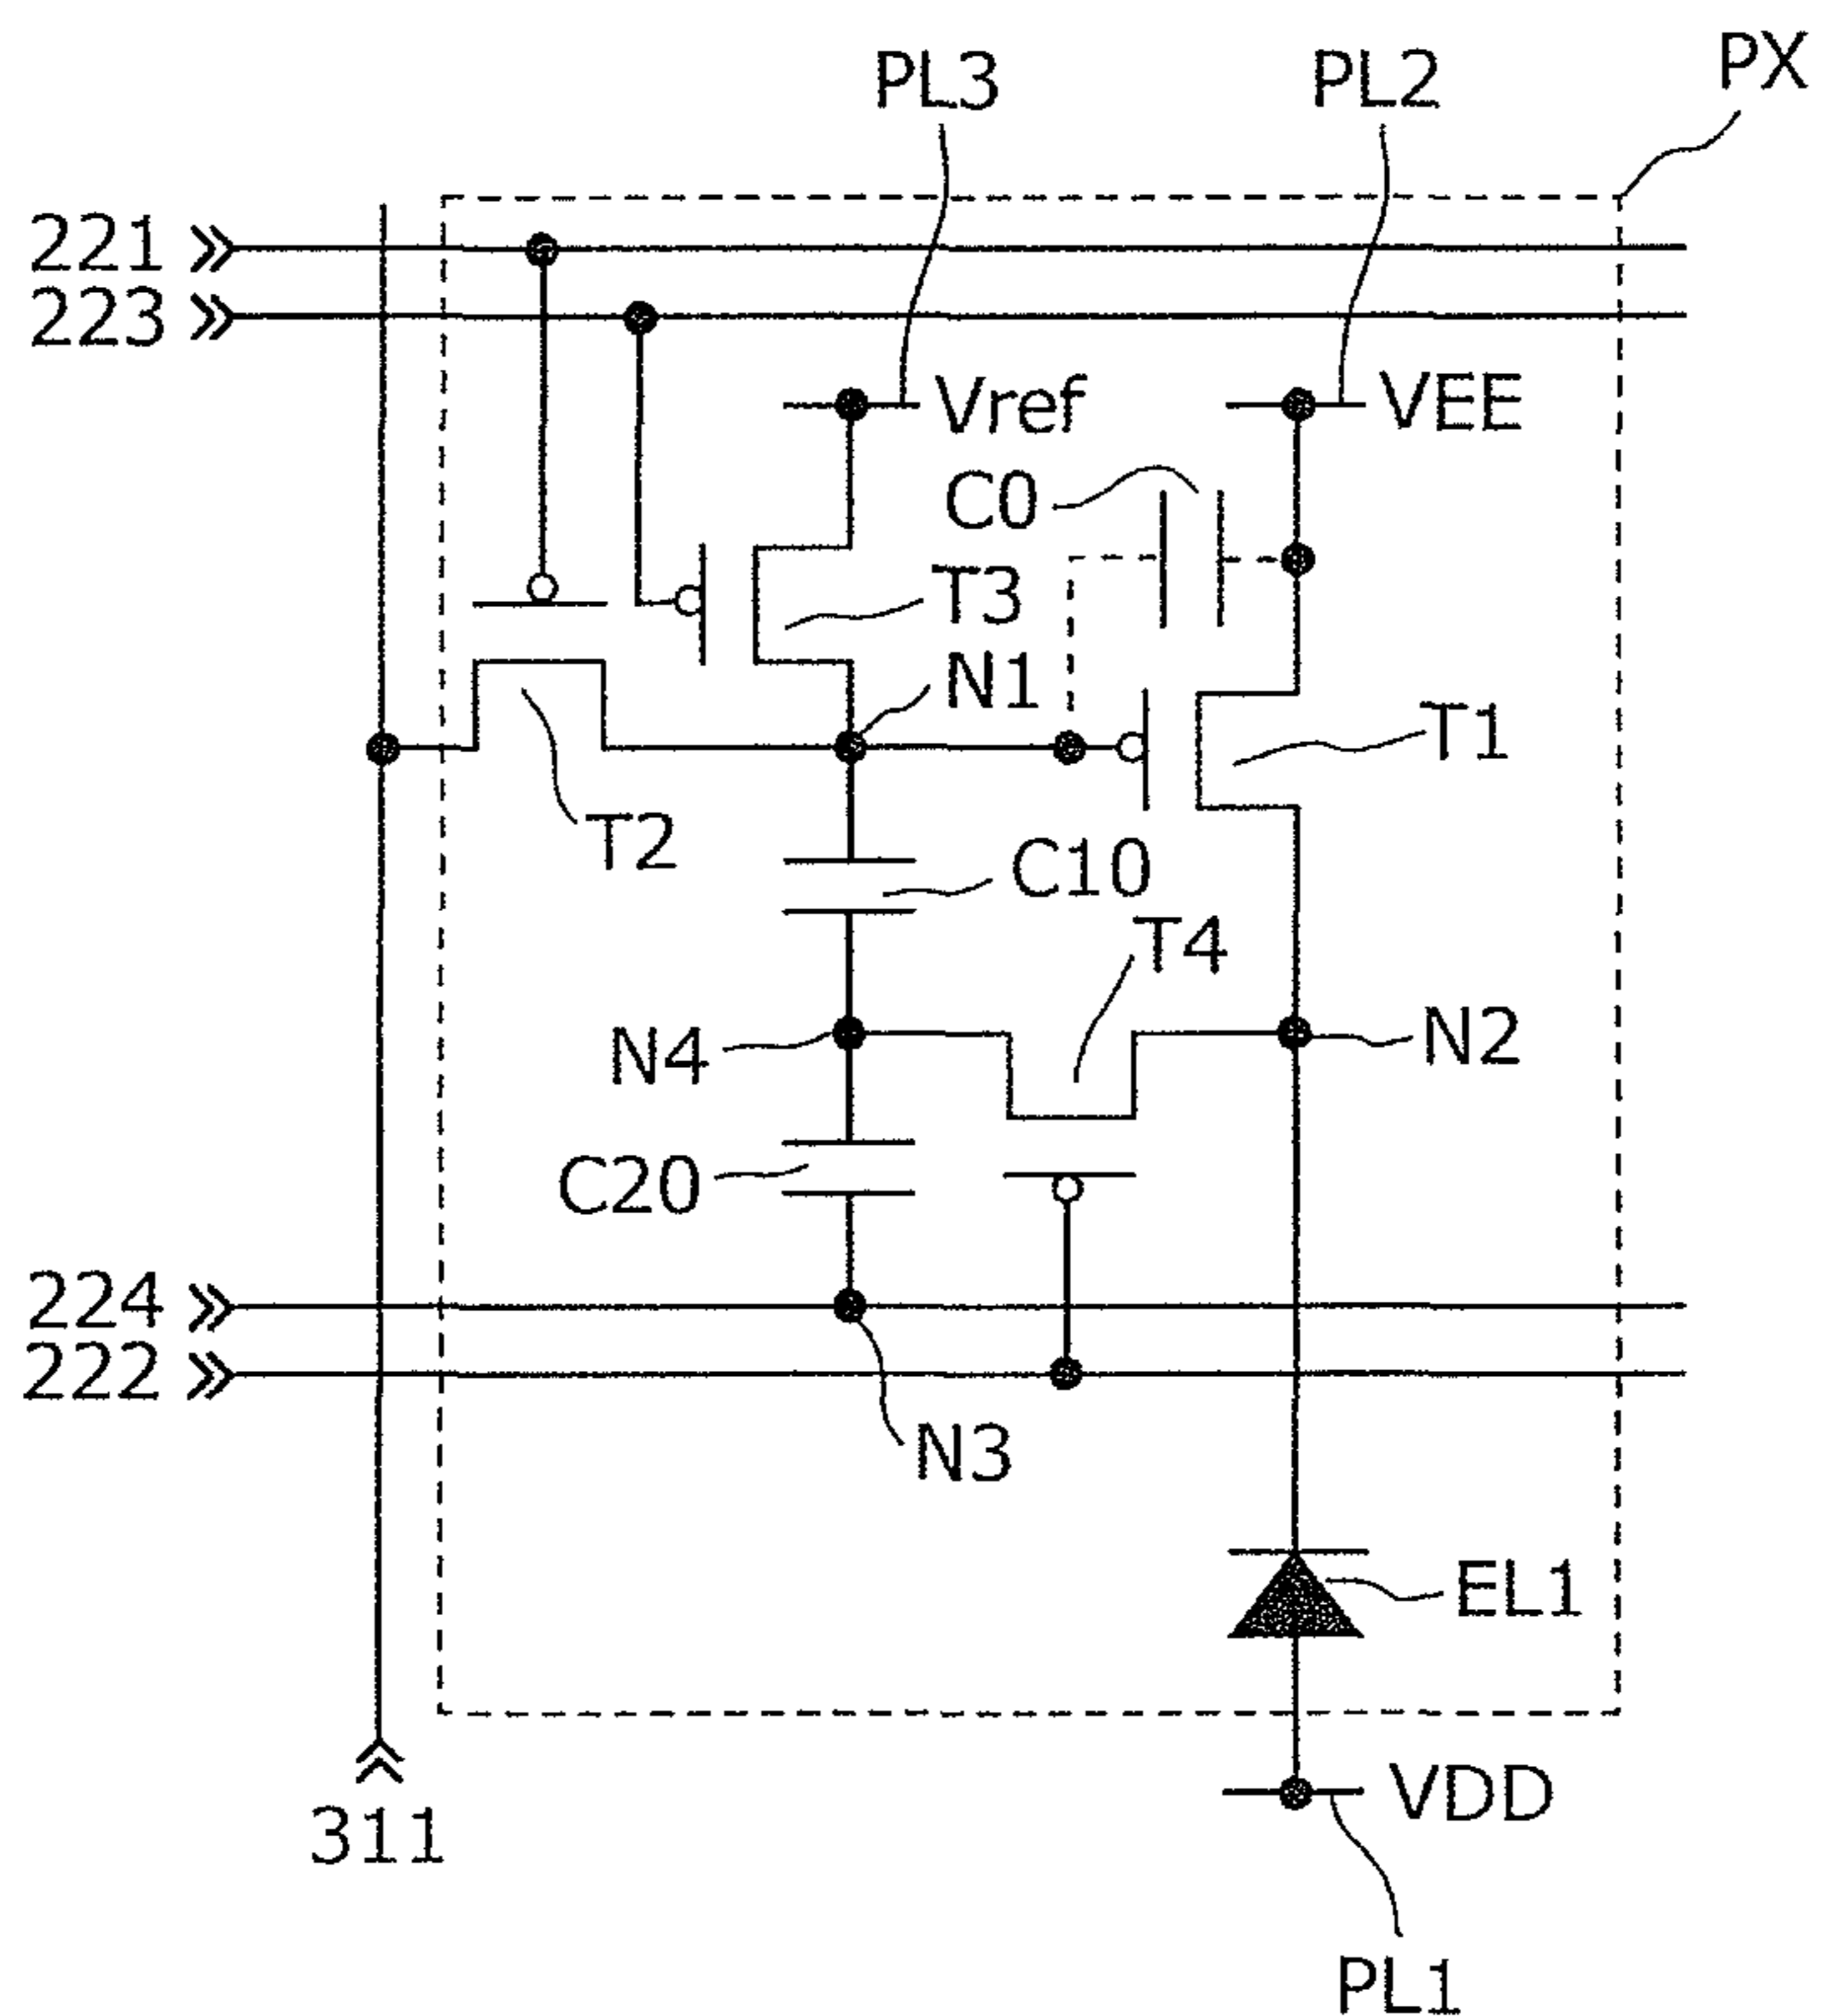 PX
PL3
PL2
221
223
Vref
VEE
C0
T3
N1
T1
T2
C10
T4
N4
N2
C20
224
222
N3
EL1
VDD
311
PL1